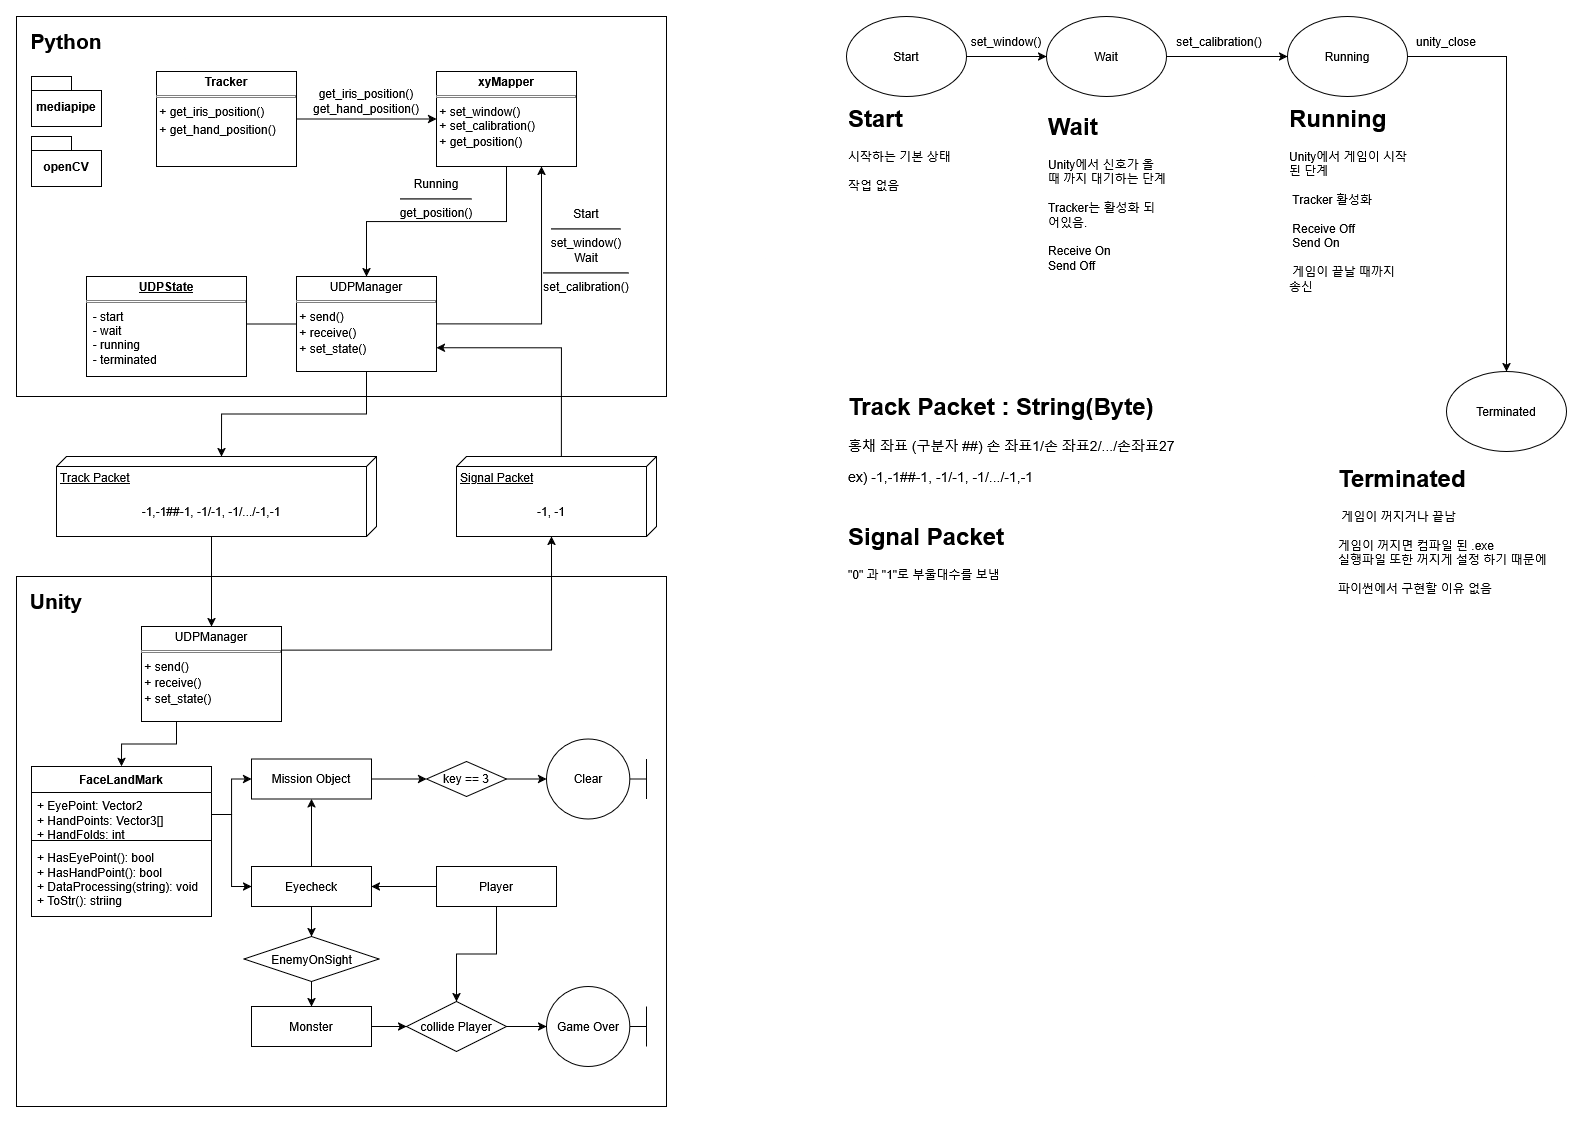 Python
mediapipe
openCV
Tracker
+ get_iris_position()
+ get_hand_position()
get_iris_position()
get_hand_position()
xyMapper
+ set_window()
+ set_calibration()
+ get_position()
Running
get_position()
Start
set_window()
Wait
set_calibration()
UDPState
- start
- wait
- running
- terminated
UDPManager
+ send()
+ receive()
+ set_state()
Track Packet
-1,-1##-1, -1/-1, -1/.../-1,-1
Signal Packet
-1, -1
Unity
UDPManager
+ send()
+ receive()
+ set_state()
FaceLandMark
+ EyePoint: Vector2
+ HandPoints: Vector3[]
+ HandFolds: int
+ HasEyePoint(): bool
+ HasHandPoint(): bool
+ DataProcessing(string): void
+ ToStr(): striing
Mission Object
key == 3
Clear
Eyecheck
Player
EnemyOnSight
Monster
collide Player
Game Over
Start
set_window()
Wait
set_calibration()
Running
unity_close
Start
시작하는 기본 상태
작업 없음
Wait
Unity에서 신호가 올
때 까지 대기하는 단계
Tracker는 활성화 되
어있음.
Receive On
Send Off
Running
Unity에서 게임이 시작
된 단계
Tracker 활성화
Receive Off
Send On
게임이 끝날 때까지
송신
Terminated
Terminated
게임이 꺼지거나 끝남
게임이 꺼지면 컴파일 된 .exe
실행파일 또한 꺼지게 설정 하기 때문에
파이썬에서 구현할 이유 없음
Track Packet : String(Byte)
홍채 좌표 (구분자 ##) 손 좌표1/손 좌표2/.../손좌표27
ex) -1,-1##-1, -1/-1, -1/.../-1,-1
Signal Packet
"0" 과 "1"로 부울대수를 보냄